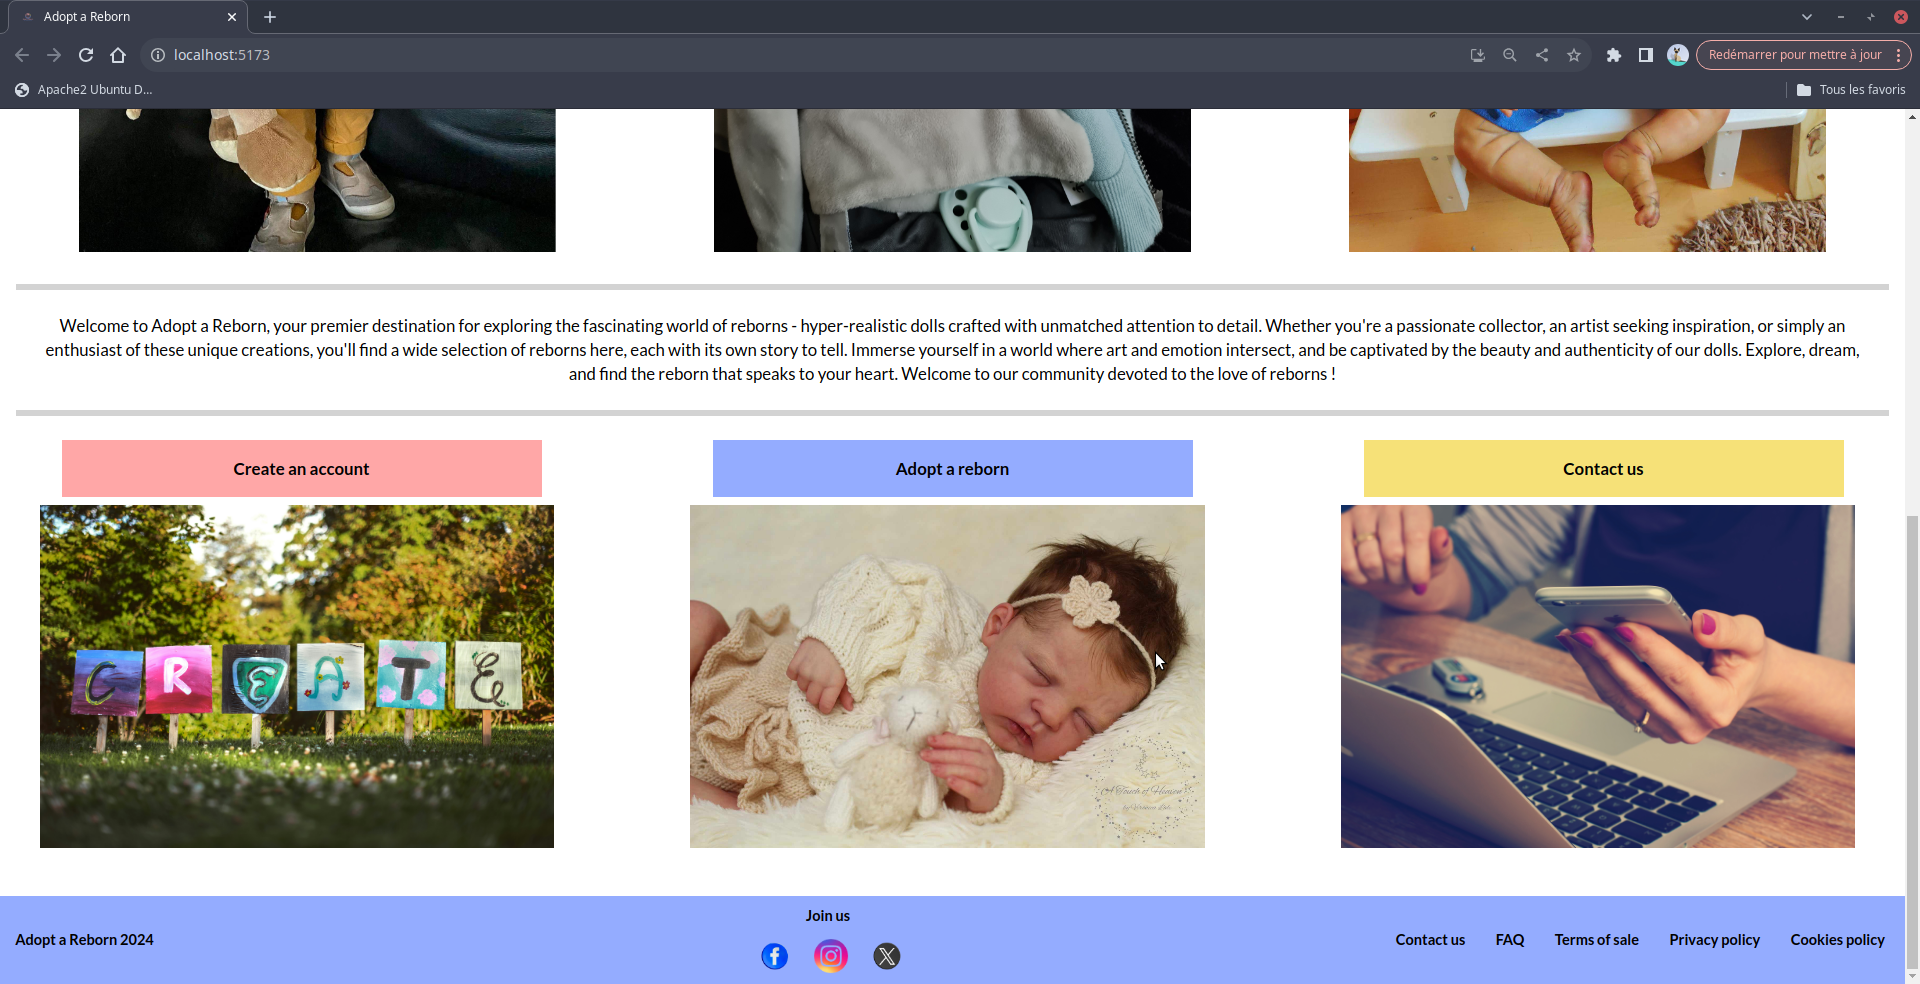 Adopt a Reborn
localhost:5173
Redémarrer pour mettre à jour
Apache2 Ubuntu D...
Tous les favoris
Welcome to Adopt a Reborn, your premier destination for exploring the fascinating world of reborns - hyper-realistic dolls crafted with unmatched attention to detail. Whether you're a passionate collector, an artist seeking inspiration, or simply an
enthusiast of these unique creations, you'll find a wide selection of reborns here, each with its own story to tell. Immerse yourself in a world where art and emotion intersect, and be captivated by the beauty and authenticity of our dolls. Explore, dream,
and find the reborn that speaks to your heart. Welcome to our community devoted to the love of reborns !
Create an account
Adopt a reborn
Contact us
CREATE
A Touch of Heaven
Join us
Adopt a Reborn 2024
Contact us
FAQ
Terms of sale
Privacy policy
Cookies policy